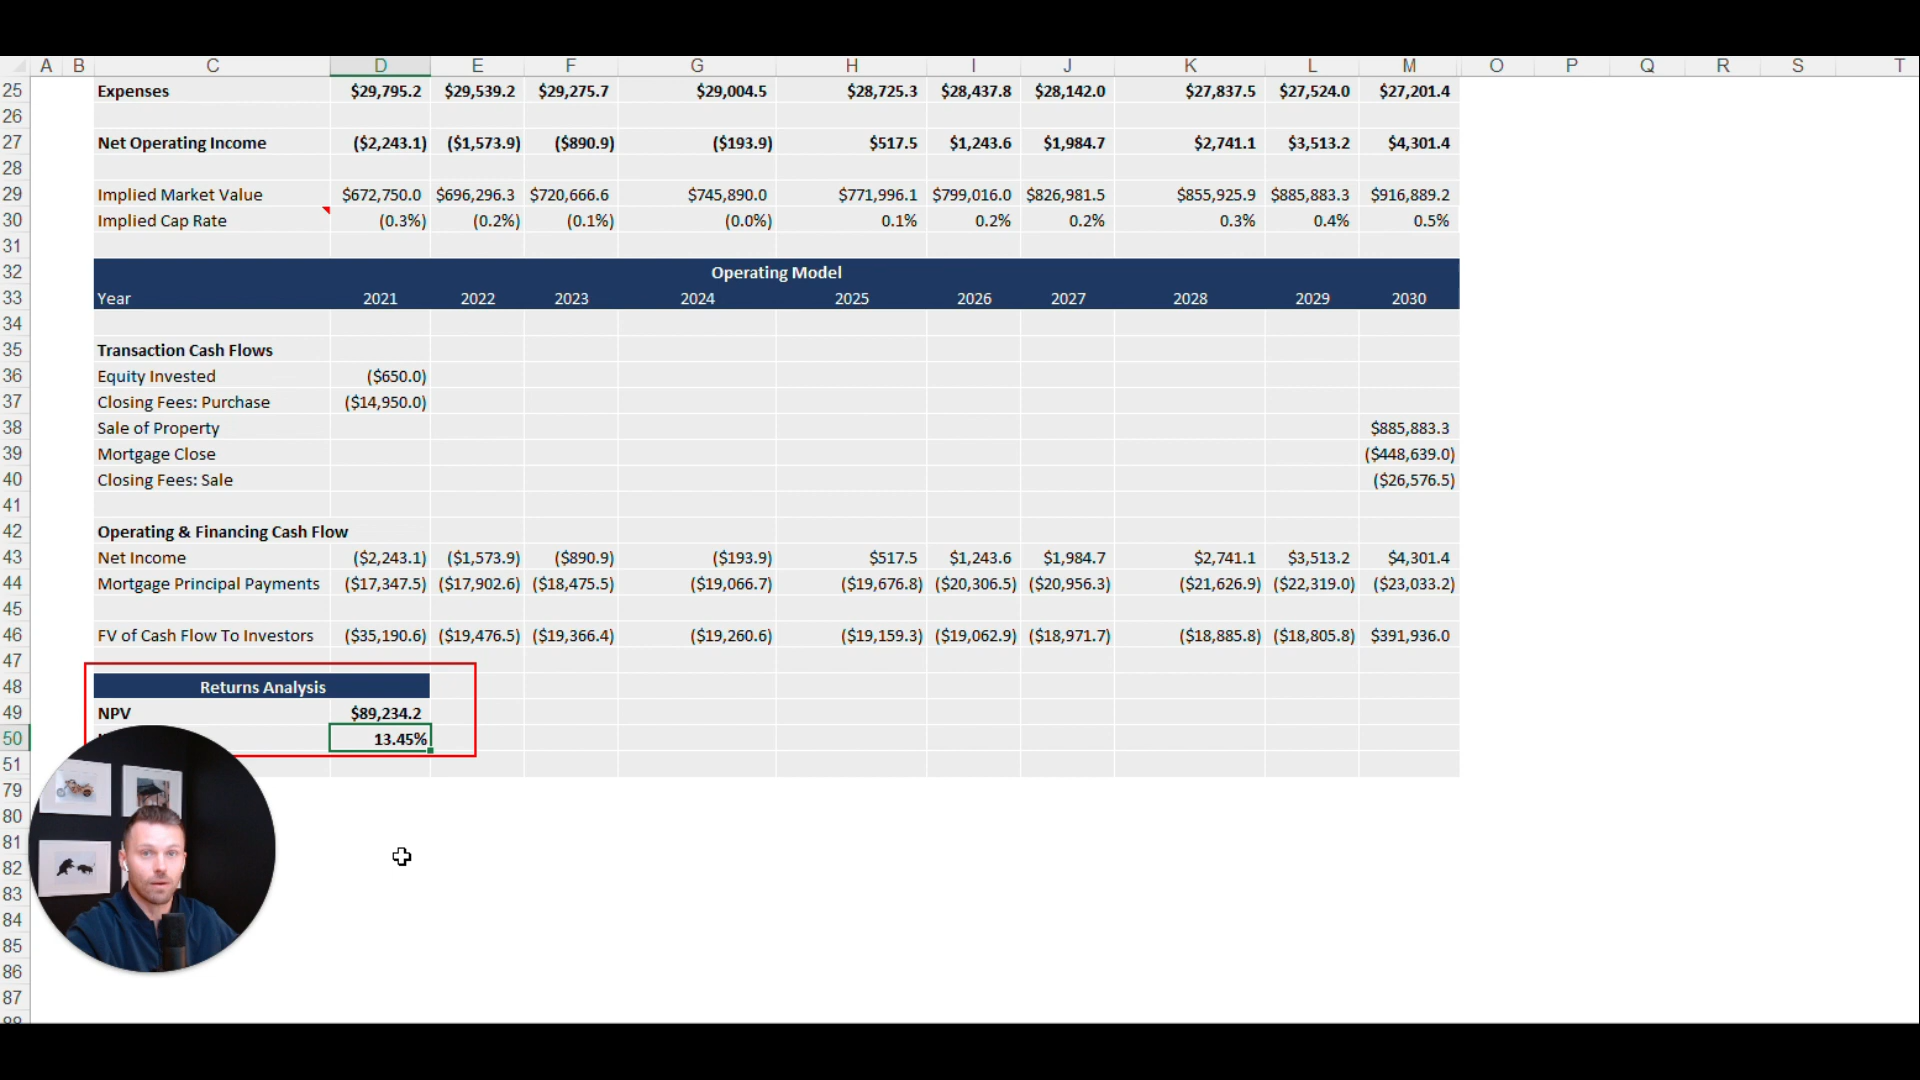 A B C D E F G H I J K L M N O P Q R S T
25 Expenses $29,795.2 $29,539.2 $29,275.7 $29,004.5 $28,725.3 $28,437.8 $28,142.0 $27,837.5 $27,524.0 $27,201.4
26
27 Net Operating Income ($2,243.1) ($1,573.9) ($890.9) ($193.9) $517.5 $1,243.6 $1,984.7 $2,741.1 $3,513.2 $4,301.4
28
29 Implied Market Value $672,750.0 $696,296.3 $720,666.6 $745,890.0 $771,996.1 $799,016.0 $826,981.5 $855,925.9 $885,883.3 $916,889.2
30 Implied Cap Rate (0.3%) (0.2%) (0.1%) (0.0%) 0.1% 0.2% 0.2% 0.3% 0.4% 0.5%
31
32 Operating Model
33 Year 2021 2022 2023 2024 2025 2026 2027 2028 2029 2030
34
35 Transaction Cash Flows
36 Equity Invested ($650.0)
37 Closing Fees: Purchase ($14,950.0)
38 Sale of Property $885,883.3
39 Mortgage Close ($448,639.0)
40 Closing Fees: Sale ($26,576.5)
41
42 Operating & Financing Cash Flow
43 Net Income ($2,243.1) ($1,573.9) ($890.9) ($193.9) $517.5 $1,243.6 $1,984.7 $2,741.1 $3,513.2 $4,301.4
44 Mortgage Principal Payments ($17,347.5) ($17,902.6) ($18,475.5) ($19,066.7) ($19,676.8) ($20,306.5) ($20,956.3) ($21,626.9) ($22,319.0) ($23,033.2)
45
46 FV of Cash Flow To Investors ($35,190.6) ($19,476.5) ($19,366.4) ($19,260.6) ($19,159.3) ($19,062.9) ($18,971.7) ($18,885.8) ($18,805.8) $391,936.0
47
48 Returns Analysis
49 NPV $89,234.2
50 13.45%
51
79
80
81
82
83
84
85
86
87